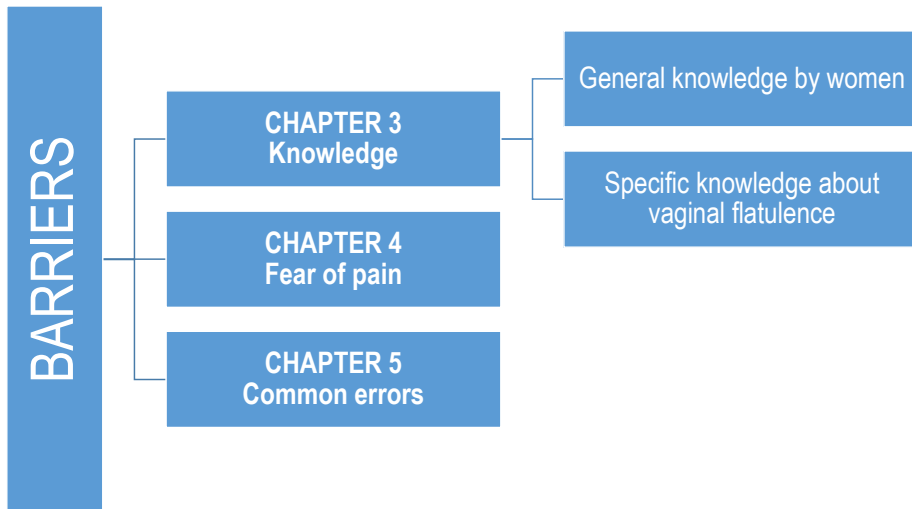 BARRIERS
CHAPTER 3
Knowledge
General knowledge by women
Specific knowledge about
vaginal flatulence
CHAPTER 4
Fear of pain
CHAPTER 5
Common errors